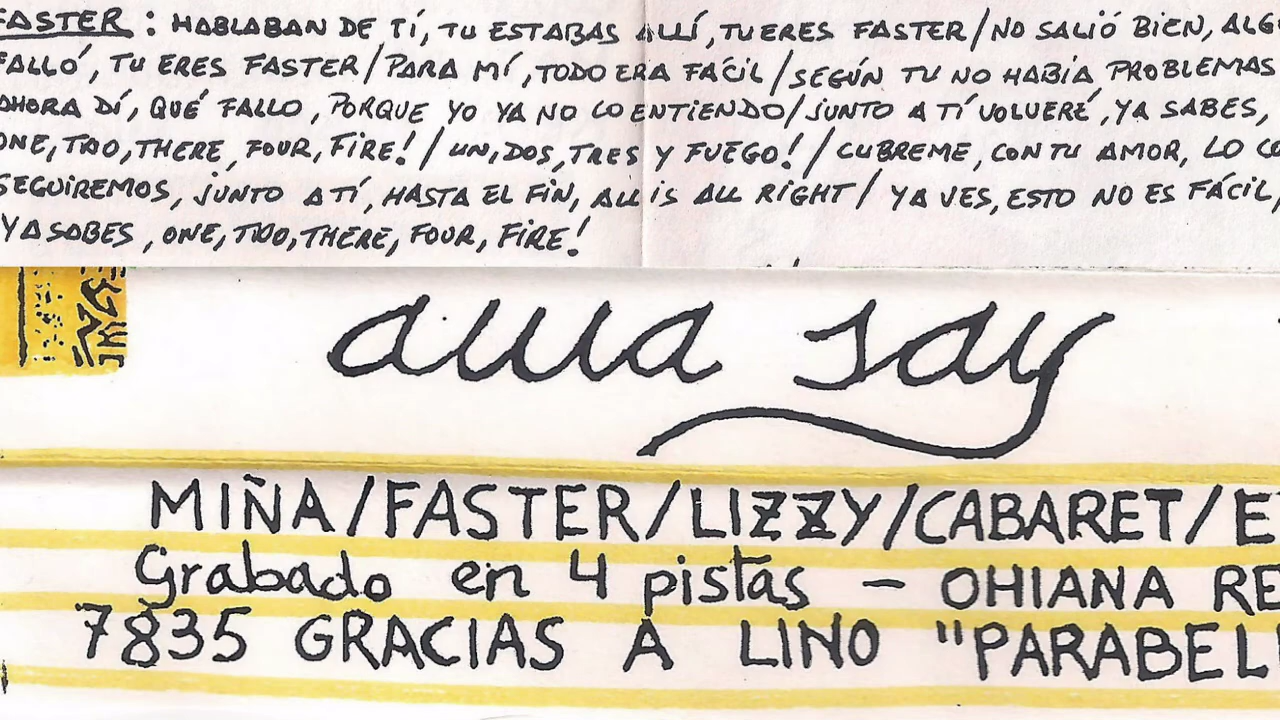 FASTER: HABLABAN DE TÍ, TU ESTABAS ALLÍ, TU ERES FASTER/NO SALIÓ BIEN, ALG
FALLÓ, TU ERES FASTER/PARA MÍ, TODO ERA FÁCIL/SEGÚN TU NO HABÍA PROBLEMAS
AHORA DÍ, QUÉ FALLO, PORQUE YO YA NO LO ENTIENDO/JUNTO A TÍ VOLVERÉ, YA SABES,
ONE, TWO, THERE, FOUR, FIRE!/UN, DOS, TRES Y FUEGO!/CUBREME, CON TU AMOR, LO CO
SEGUIREMOS, JUNTO A TÍ, HASTA EL FIN, ALL IS ALL RIGHT/YA VES, ESTO NO ES FÁCIL,
YA SABES, ONE, TWO, THERE, FOUR, FIRE!
MIÑA/FASTER/LIZZY/CABARET/E
Grabado en 4 pistas - OHIANA RE
7835 GRACIAS A LINO "PARABEL